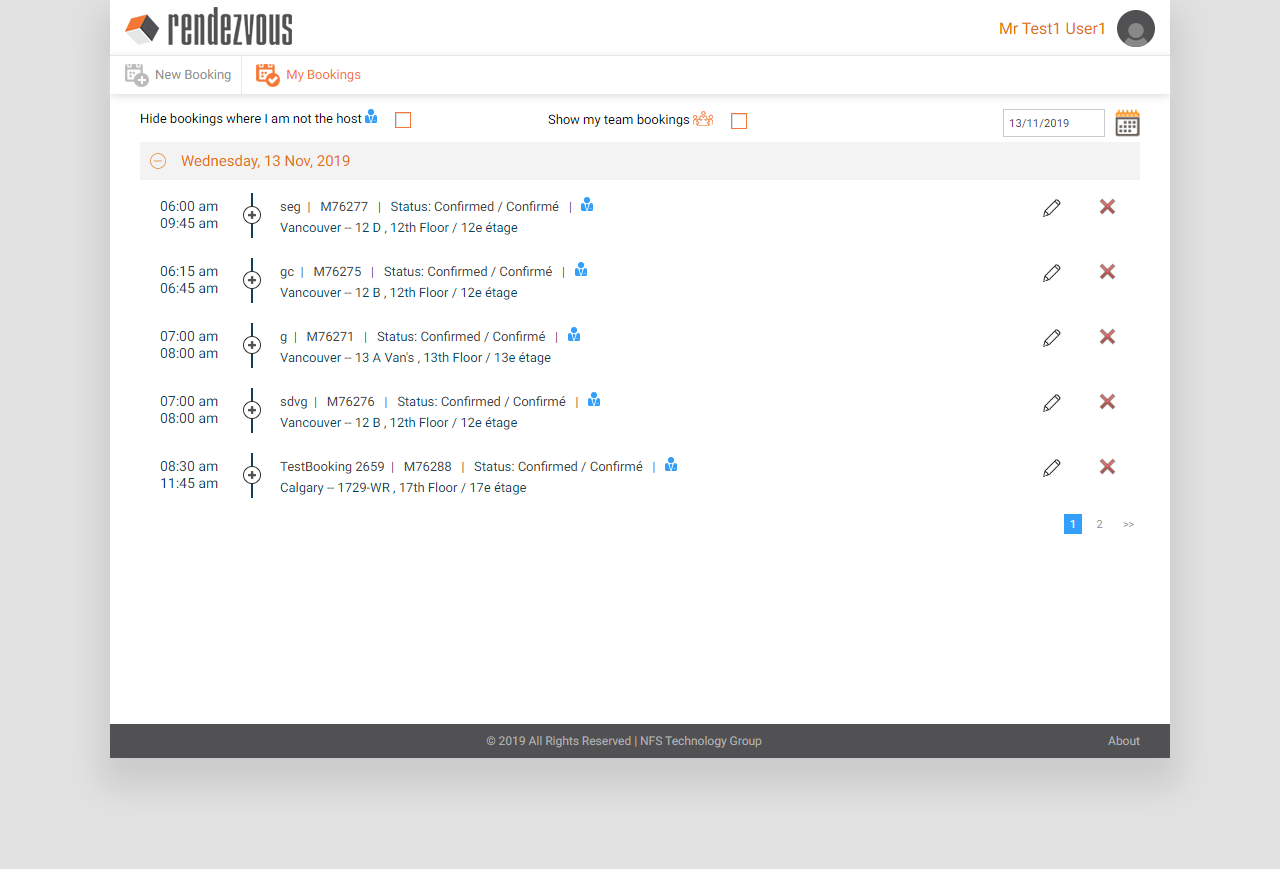 rendezvous
Mr Test1 User1
New Booking
My Bookings
Hide bookings where I am not the host
Show my team bookings
13/11/2019
Wednesday, 13 Nov, 2019
06:00 am
09:45 am
seg | M76277 | Status: Confirmed / Confirmé |
Vancouver -- 12 D , 12th Floor / 12e étage
06:15 am
06:45 am
gc | M76275 | Status: Confirmed / Confirmé |
Vancouver -- 12 B , 12th Floor / 12e étage
07:00 am
08:00 am
g | M76271 | Status: Confirmed / Confirmé |
Vancouver -- 13 A Van's , 13th Floor / 13e étage
07:00 am
08:00 am
sdvg | M76276 | Status: Confirmed / Confirmé |
Vancouver -- 12 B , 12th Floor / 12e étage
08:30 am
11:45 am
TestBooking 2659 | M76288 | Status: Confirmed / Confirmé |
Calgary -- 1729-WR , 17th Floor / 17e étage
1 2 >>
© 2019 All Rights Reserved | NFS Technology Group
About